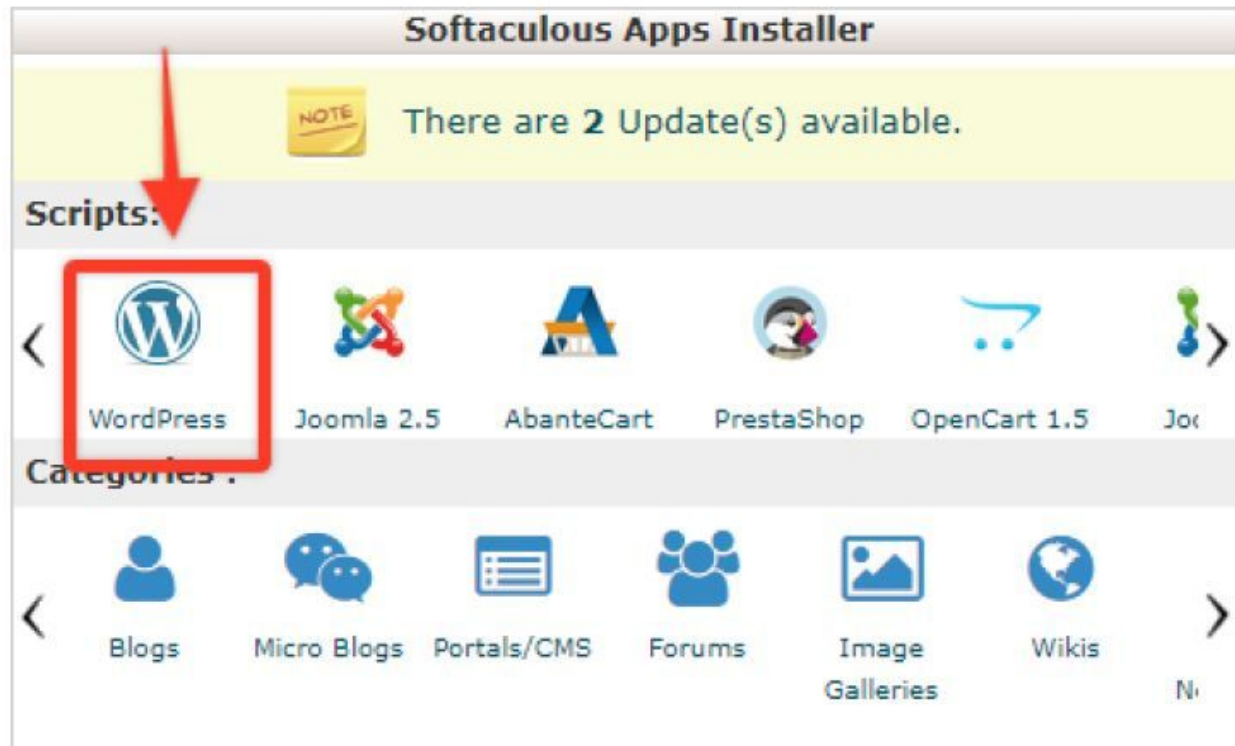 Softaculous Apps Installer
NOTE
There are 2 Update(s) available.
Scripts:
WordPress
Joomla 2.5
AbanteCart
PrestaShop
OpenCart 1.5
Categories :
Blogs
Micro Blogs
Portals/CMS
Forums
Image
Galleries
Wikis